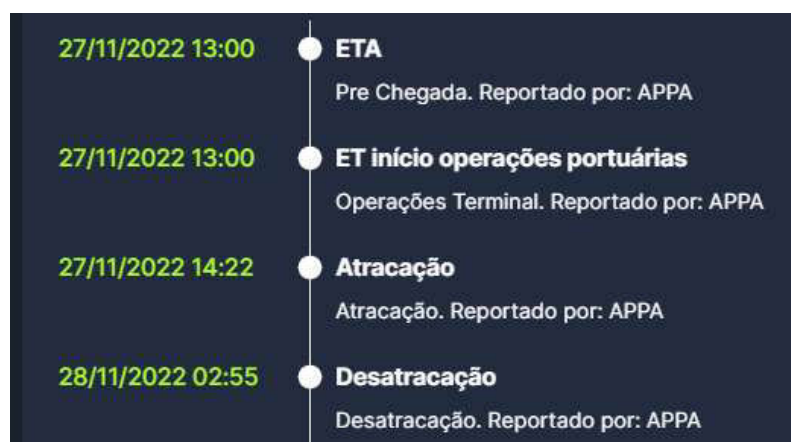 27/11/2022 13:00 ETA
Pre Chegada. Reportado por: APPA
27/11/2022 13:00 ET início operações portuárias
Operações Terminal. Reportado por: APPA
27/11/2022 14:22 Atracação
Atracação. Reportado por: APPA
28/11/2022 02:55 Desatracação
Desatracação. Reportado por: APPA